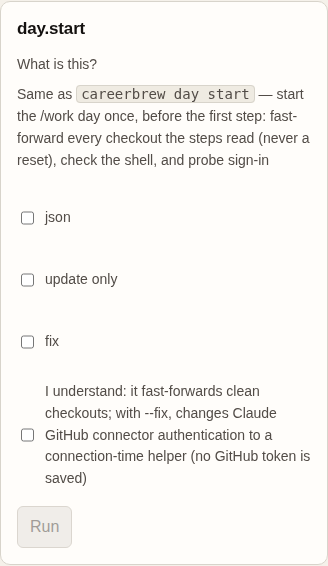 day.start
What is this?
Same as careerbrew day start — start
the /work day once, before the first step: fast-
forward every checkout the steps read (never a
reset), check the shell, and probe sign-in
json
update only
fix
I understand: it fast-forwards clean
checkouts; with --fix, changes Claude
GitHub connector authentication to a
connection-time helper (no GitHub token is
saved)
Run